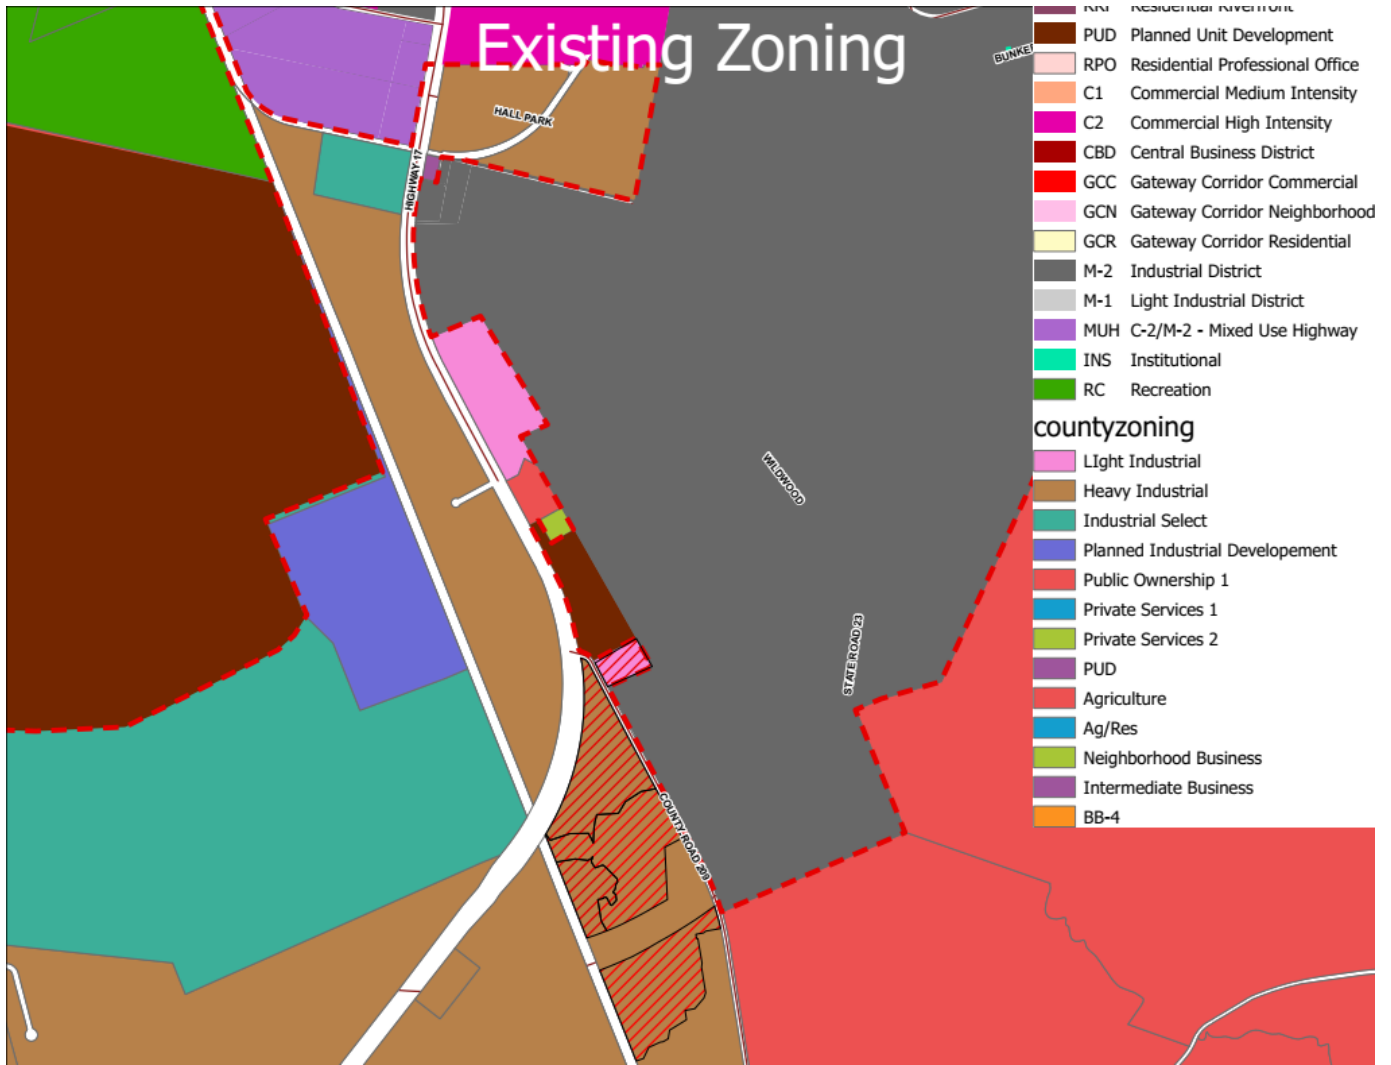 Existing Zoning
BUNKER
HALL PARK
HIGHWAY 17
WILDWOOD
STATE ROAD 23
COUNTY ROAD 209
RRF Residential Riverfront
PUD Planned Unit Development
RPO Residential Professional Office
C1 Commercial Medium Intensity
C2 Commercial High Intensity
CBD Central Business District
GCC Gateway Corridor Commercial
GCN Gateway Corridor Neighborhood
GCR Gateway Corridor Residential
M-2 Industrial District
M-1 Light Industrial District
MUH C-2/M-2 - Mixed Use Highway
INS Institutional
RC Recreation
countyzoning
LIght Industrial
Heavy Industrial
Industrial Select
Planned Industrial Developement
Public Ownership 1
Private Services 1
Private Services 2
PUD
Agriculture
Ag/Res
Neighborhood Business
Intermediate Business
BB-4